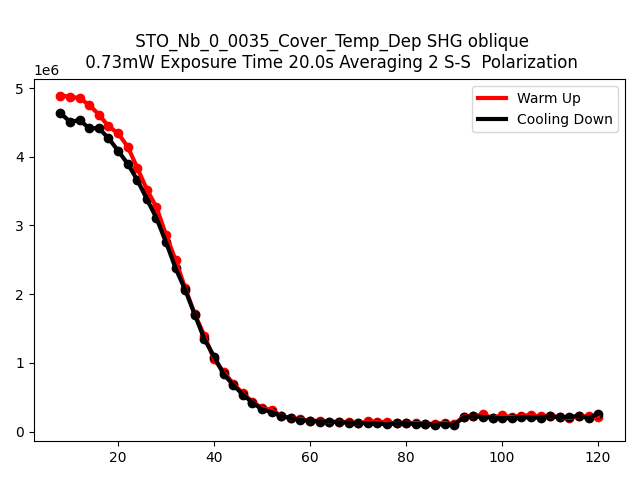 STO_Nb_0_0035_Cover_Temp_Dep SHG oblique
0.73mW Exposure Time 20.0s Averaging 2 S-S  Polarization
1e6
Warm Up
Cooling Down
5
4
3
2
1
0
20 40 60 80 100 120